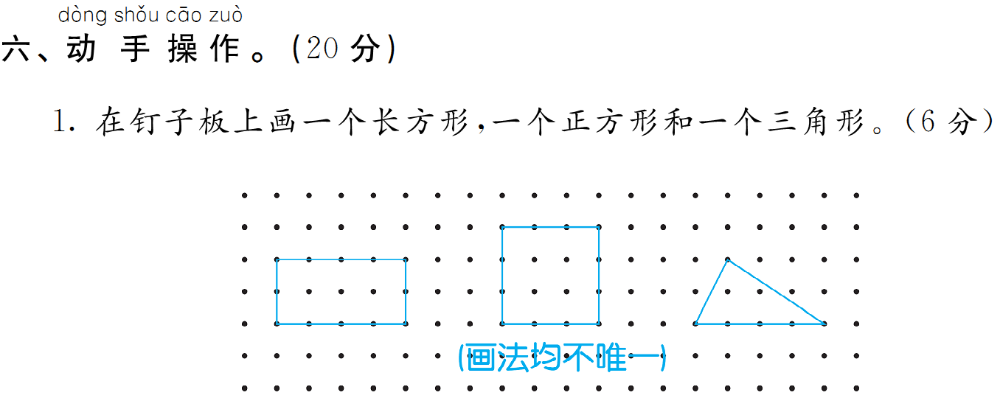 dòng shǒu cāo zuò
六、动手操作。(20分)
1. 在钉子板上画一个长方形,一个正方形和一个三角形。(6分)
(画法均不唯一)